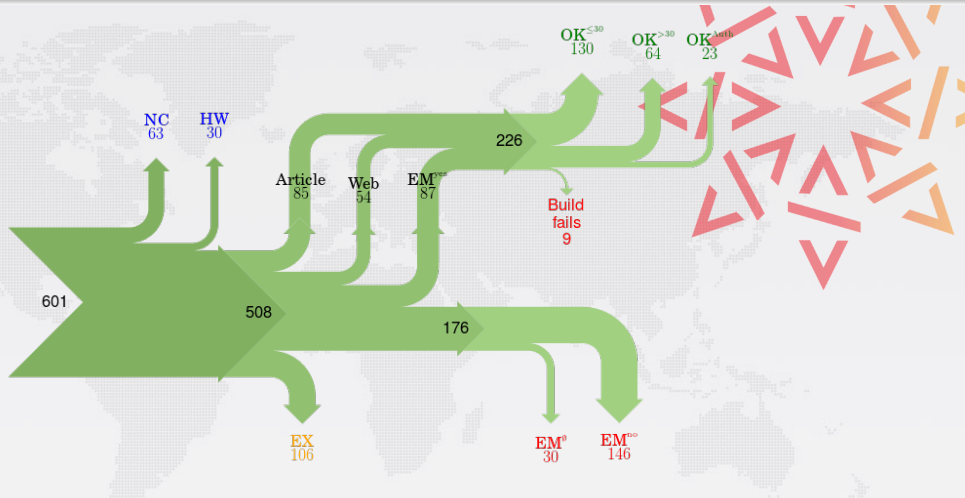 OK≤30
130
OK>30
64
OKAuth
23
NC
63
HW
30
226
Article
85
Web
54
EMyes
87
Build
fails
9
601
508
176
EX
106
EMø
30
EMno
146